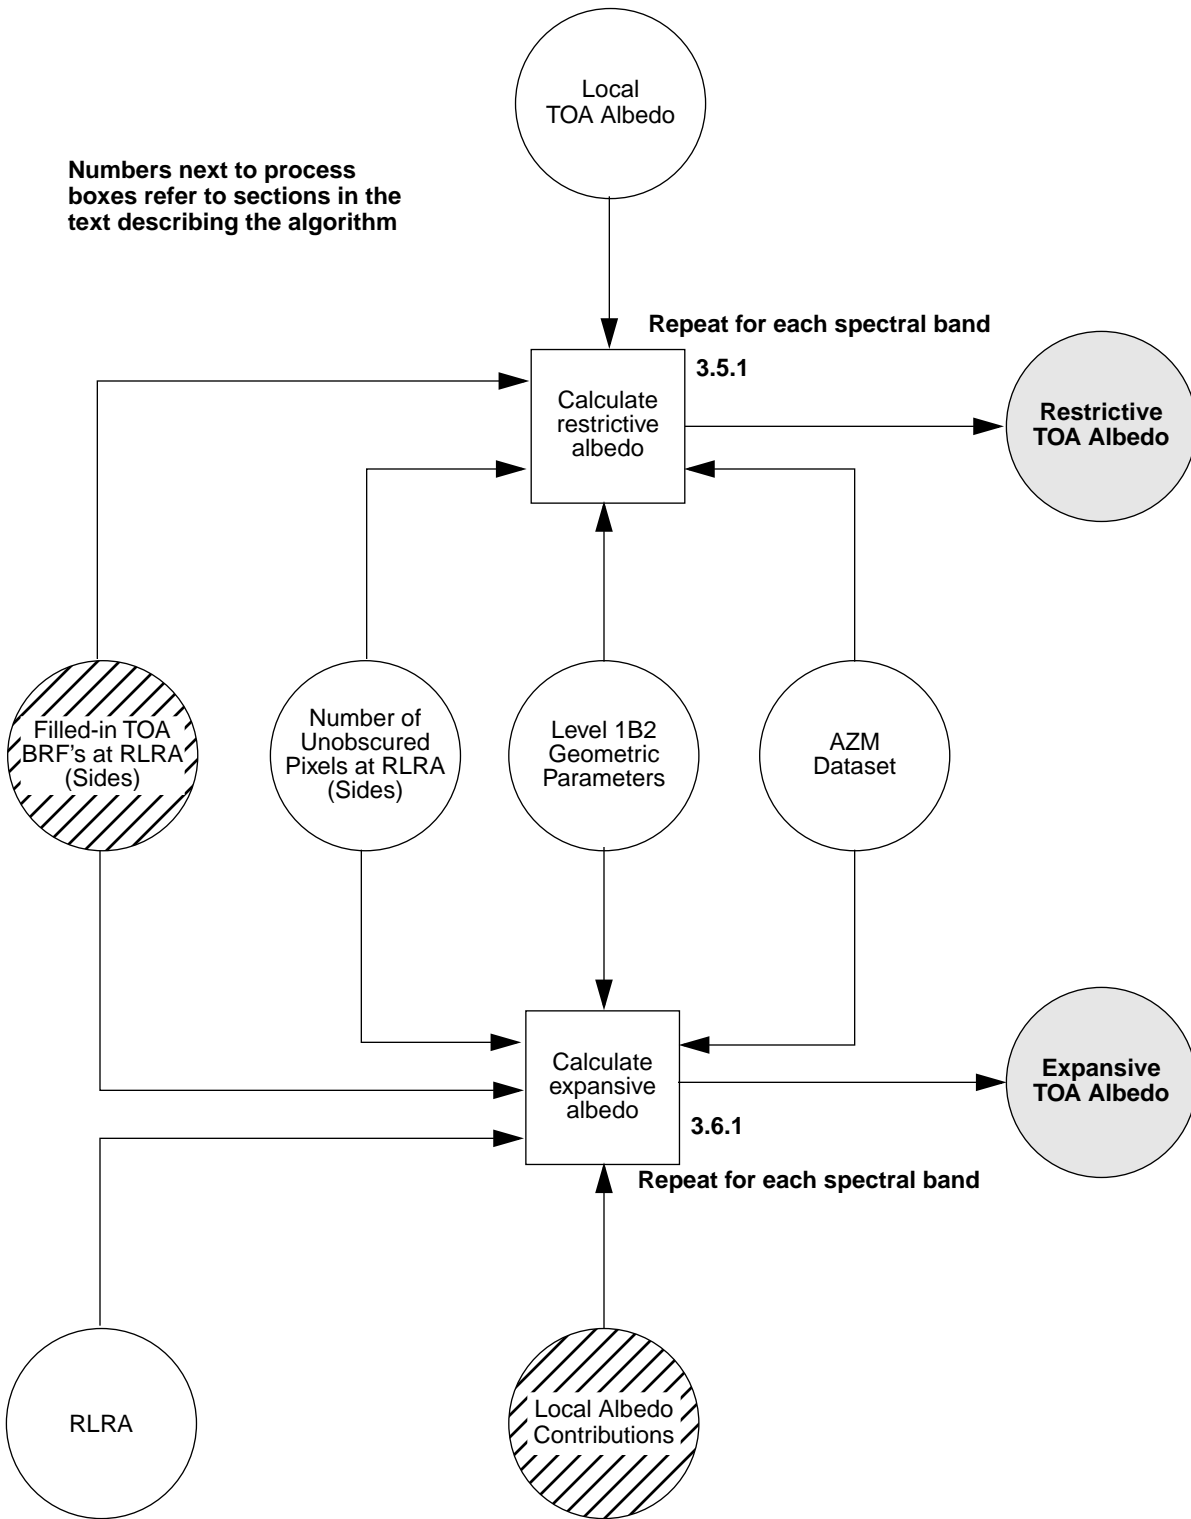 Local
TOA Albedo
Numbers next to process
boxes refer to sections in the
text describing the algorithm
Repeat for each spectral band
3.5.1
Calculate
restrictive
albedo
Restrictive
TOA Albedo
Filled-in TOA
BRF's at RLRA
(Sides)
Number of
Unobscured
Pixels at RLRA
(Sides)
Level 1B2
Geometric
Parameters
AZM
Dataset
Calculate
expansive
albedo
Expansive
TOA Albedo
3.6.1
Repeat for each spectral band
RLRA
Local Albedo
Contributions